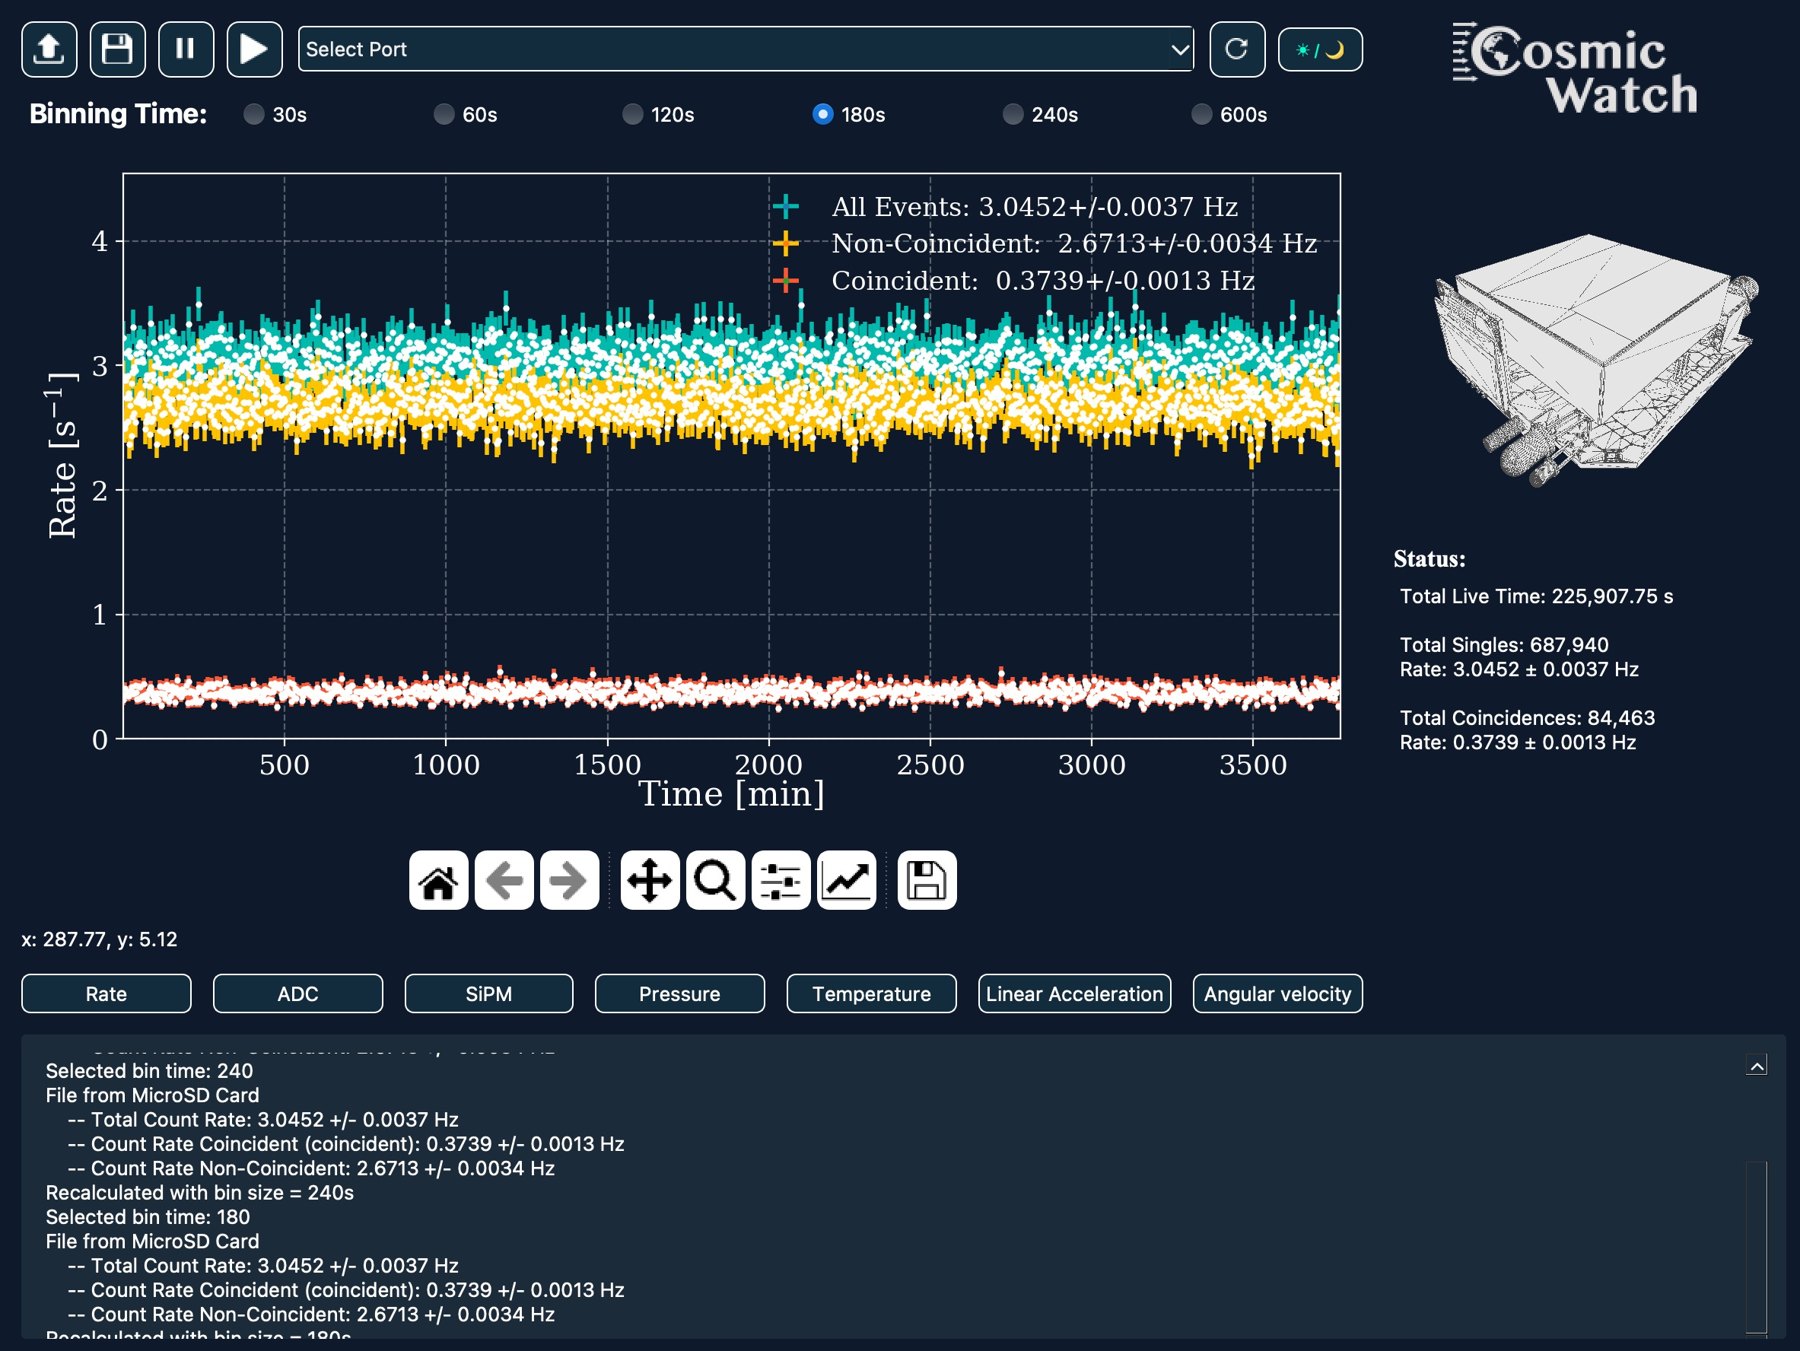 Select Port
Cosmic
Watch
Binning Time: 30s 60s 120s 180s 240s 600s
All Events: 3.0452+/-0.0037 Hz
Non-Coincident: 2.6713+/-0.0034 Hz
Coincident: 0.3739+/-0.0013 Hz
4
3
2
1
0
Rate [s⁻¹]
500 1000 1500 2000 2500 3000 3500
Time [min]
Status:
Total Live Time: 225,907.75 s
Total Singles: 687,940
Rate: 3.0452 ± 0.0037 Hz
Total Coincidences: 84,463
Rate: 0.3739 ± 0.0013 Hz
x: 287.77, y: 5.12
Rate ADC SiPM Pressure Temperature Linear Acceleration Angular velocity
Selected bin time: 240
File from MicroSD Card
-- Total Count Rate: 3.0452 +/- 0.0037 Hz
-- Count Rate Coincident (coincident): 0.3739 +/- 0.0013 Hz
-- Count Rate Non-Coincident: 2.6713 +/- 0.0034 Hz
Recalculated with bin size = 240s
Selected bin time: 180
File from MicroSD Card
-- Total Count Rate: 3.0452 +/- 0.0037 Hz
-- Count Rate Coincident (coincident): 0.3739 +/- 0.0013 Hz
-- Count Rate Non-Coincident: 2.6713 +/- 0.0034 Hz
Recalculated with bin size = 180s